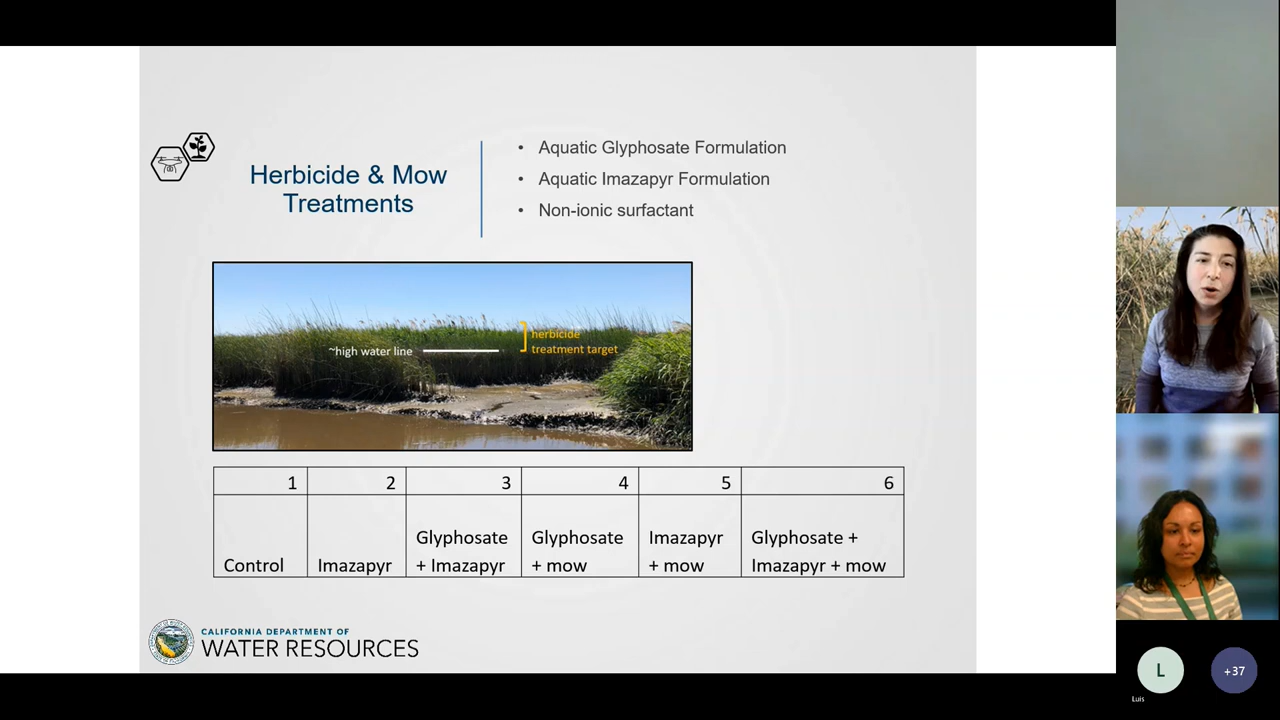 Herbicide & Mow
Treatments
• Aquatic Glyphosate Formulation
• Aquatic Imazapyr Formulation
• Non-ionic surfactant
~high water line
herbicide
treatment target
1 2 3 4 5 6
Control Imazapyr Glyphosate + Imazapyr Glyphosate + mow Imazapyr + mow Glyphosate + Imazapyr + mow
CALIFORNIA DEPARTMENT OF
WATER RESOURCES
L
+37
Luis